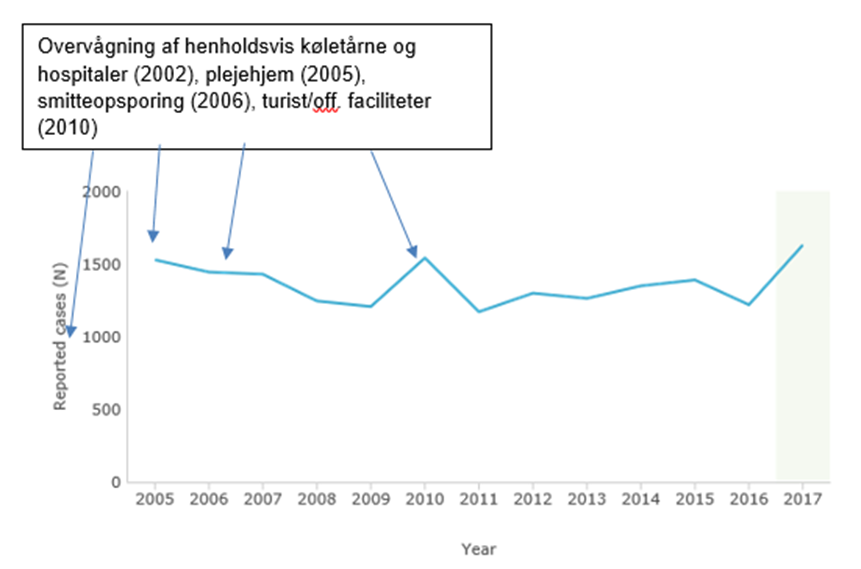 Overvågning af henholdsvis køletårne og
hospitaler (2002), plejehjem (2005),
smitteopsporing (2006), turist/off. faciliteter
(2010)
2000
1500
1000
500
0
Reported cases (N)
2005 2006 2007 2008 2009 2010 2011 2012 2013 2014 2015 2016 2017
Year